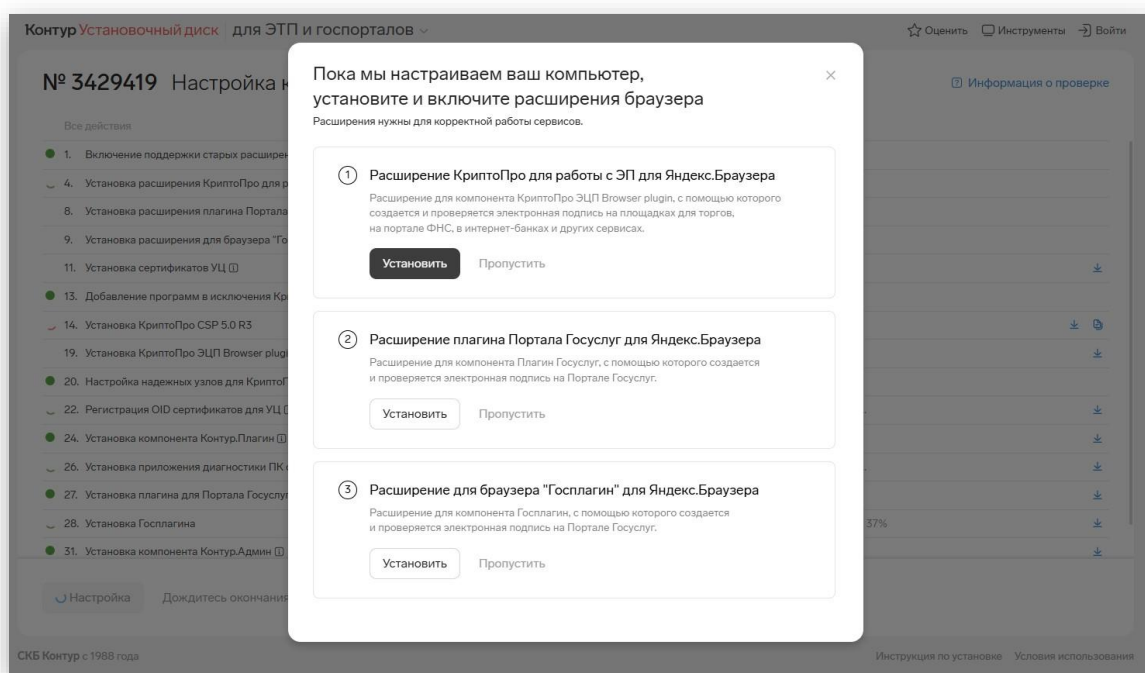 Контур Установочный диск для ЭТП и госпорталов
Оценить Инструменты Войти
№ 3429419 Настройка к
Информация о проверке
Все действия
1. Включение поддержки старых расширен
4. Установка расширения КриптоПро для р
8. Установка расширения плагина Портала
9. Установка расширения для браузера "Го
11. Установка сертификатов УЦ
13. Добавление программ в исключения Кр
14. Установка КриптоПро CSP 5.0 R3
19. Установка КриптоПро ЭЦП Browser plugi
20. Настройка надежных узлов для КриптоП
22. Регистрация OID сертификатов для УЦ
24. Установка компонента Контур.Плагин
26. Установка приложения диагностики ПК
27. Установка плагина для Портала Госуслуг
28. Установка Госплагина
37%
31. Установка компонента Контур.Админ
Настройка Дождитесь окончания
СКБ Контур с 1988 года
Инструкция по установке Условия использования
Пока мы настраиваем ваш компьютер,
установите и включите расширения браузера
Расширения нужны для корректной работы сервисов.
1 Расширение КриптоПро для работы с ЭП для Яндекс.Браузера
Расширение для компонента КриптоПро ЭЦП Browser plugin, с помощью которого
создается и проверяется электронная подпись на площадках для торгов,
на портале ФНС, в интернет-банках и других сервисах.
Установить Пропустить
2 Расширение плагина Портала Госуслуг для Яндекс.Браузера
Расширение для компонента Плагин Госуслуг, с помощью которого создается
и проверяется электронная подпись на Портале Госуслуг.
Установить Пропустить
3 Расширение для браузера "Госплагин" для Яндекс.Браузера
Расширение для компонента Госплагин, с помощью которого создается
и проверяется электронная подпись на Портале Госуслуг.
Установить Пропустить